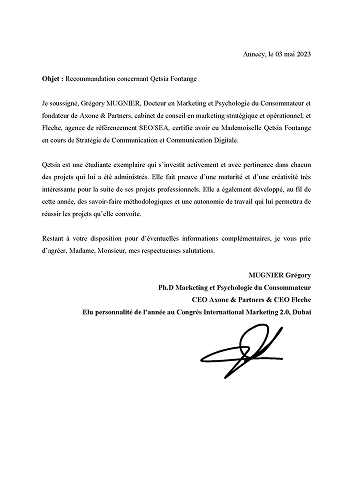 Annecy, le 03 mai 2023
Objet : Recommandation concernant Qetsia Fontange
Je soussigné, Grégory MUGNIER, Docteur en Marketing et Psychologie du Consommateur et
fondateur de Axone & Partners, cabinet de conseil en marketing stratégique et opérationnel, et
Fleche, agence de référencement SEO/SEA, certifie avoir eu Mademoiselle Qetsia Fontange
en cours de Stratégie de Communication et Communication Digitale.
Qetsia est une étudiante exemplaire qui s'investit activement et avec pertinence dans chacun
des projets qui lui a été administrés. Elle fait preuve d'une maturité et d'une créativité très
intéressante pour la suite de ses projets professionnels. Elle a également développé, au fil de
cette année, des savoir-faire méthodologiques et une autonomie de travail qui lui permettra de
réussir les projets qu'elle convoite.
Restant à votre disposition pour d'éventuelles informations complémentaires, je vous prie
d'agréer, Madame, Monsieur, mes respectueuses salutations.
MUGNIER Grégory
Ph.D Marketing et Psychologie du Consommateur
CEO Axone & Partners & CEO Fleche
Elu personnalité de l'année au Congrès International Marketing 2.0, Dubai